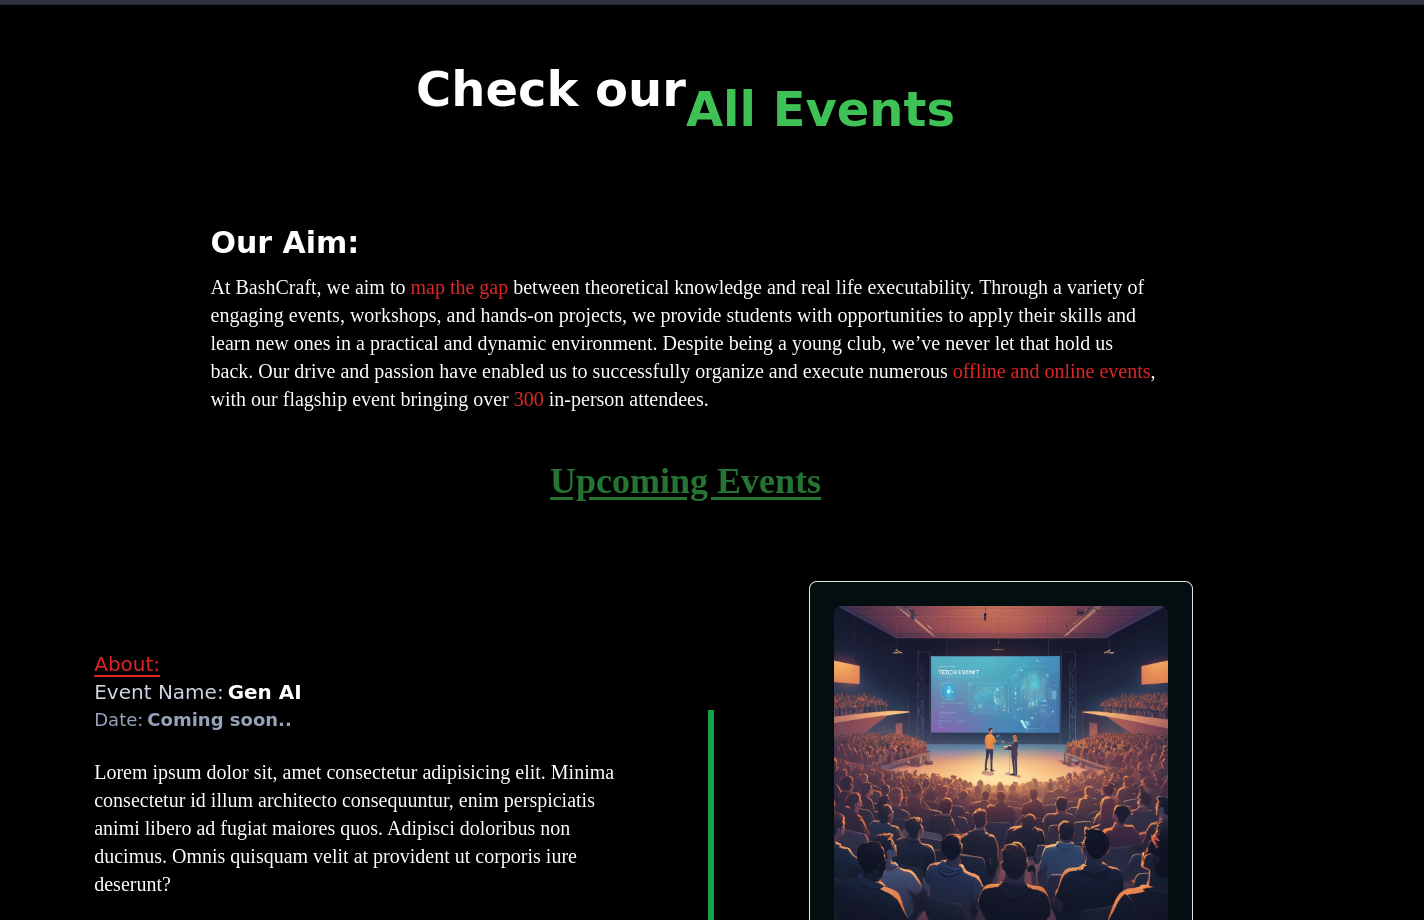 Check our All Events
Our Aim:
At BashCraft, we aim to map the gap between theoretical knowledge and real life executability. Through a variety of
engaging events, workshops, and hands-on projects, we provide students with opportunities to apply their skills and
learn new ones in a practical and dynamic environment. Despite being a young club, we’ve never let that hold us
back. Our drive and passion have enabled us to successfully organize and execute numerous offline and online events,
with our flagship event bringing over 300 in-person attendees.
Upcoming Events
About:
Event Name: Gen AI
Date: Coming soon..
Lorem ipsum dolor sit, amet consectetur adipisicing elit. Minima
consectetur id illum architecto consequuntur, enim perspiciatis
animi libero ad fugiat maiores quos. Adipisci doloribus non
ducimus. Omnis quisquam velit at provident ut corporis iure
deserunt?